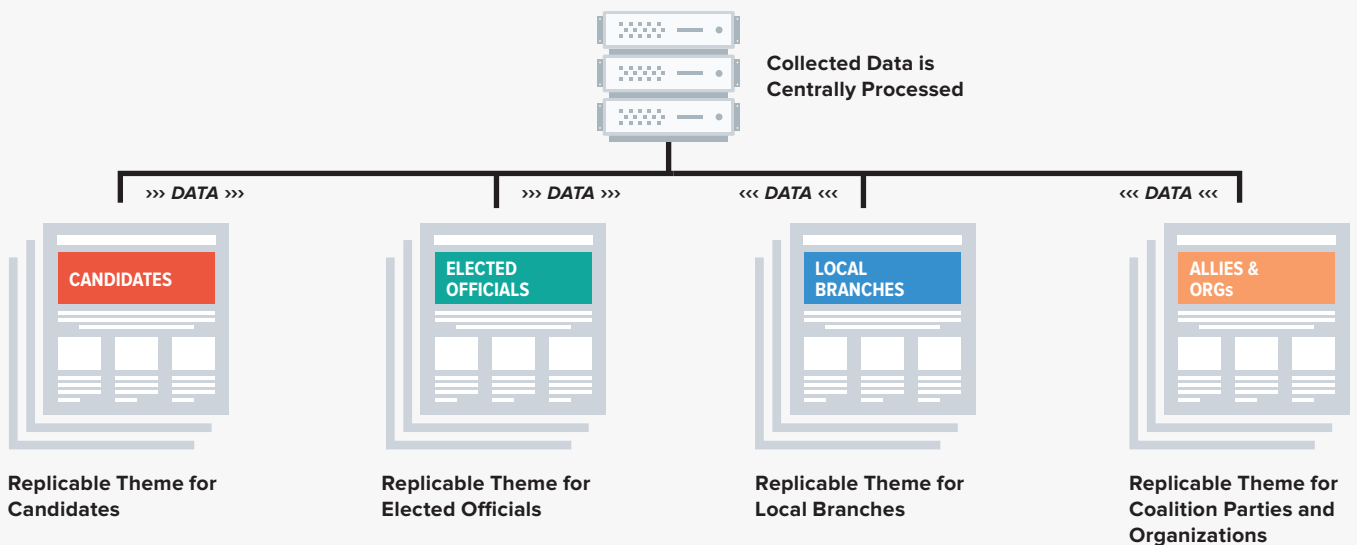 Collected Data is
Centrally Processed
››› DATA ›››
››› DATA ›››
‹‹‹ DATA ‹‹‹
‹‹‹ DATA ‹‹‹
CANDIDATES
ELECTED
OFFICIALS
LOCAL
BRANCHES
ALLIES &
ORGs
Replicable Theme for
Candidates
Replicable Theme for
Elected Officials
Replicable Theme for
Local Branches
Replicable Theme for
Coalition Parties and
Organizations